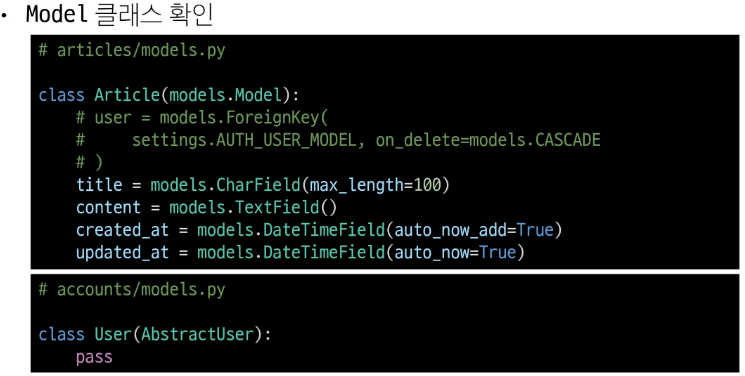 • Model 클래스 확인
# articles/models.py
class Article(models.Model):
    # user = models.ForeignKey(
    #     settings.AUTH_USER_MODEL, on_delete=models.CASCADE
    # )
    title = models.CharField(max_length=100)
    content = models.TextField()
    created_at = models.DateTimeField(auto_now_add=True)
    updated_at = models.DateTimeField(auto_now=True)
# accounts/models.py
class User(AbstractUser):
    pass